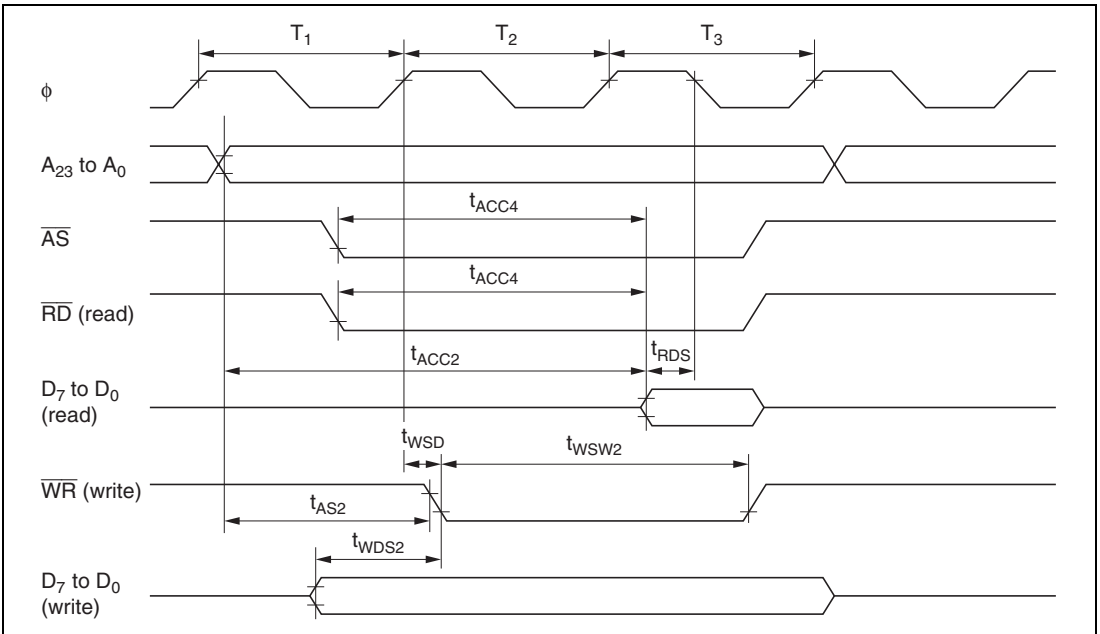 T1 T2 T3
ϕ
A23 to A0
tACC4
AS
tACC4
RD (read)
tACC2 tRDS
D7 to D0
(read)
tWSD tWSW2
WR (write)
tAS2
tWDS2
D7 to D0
(write)